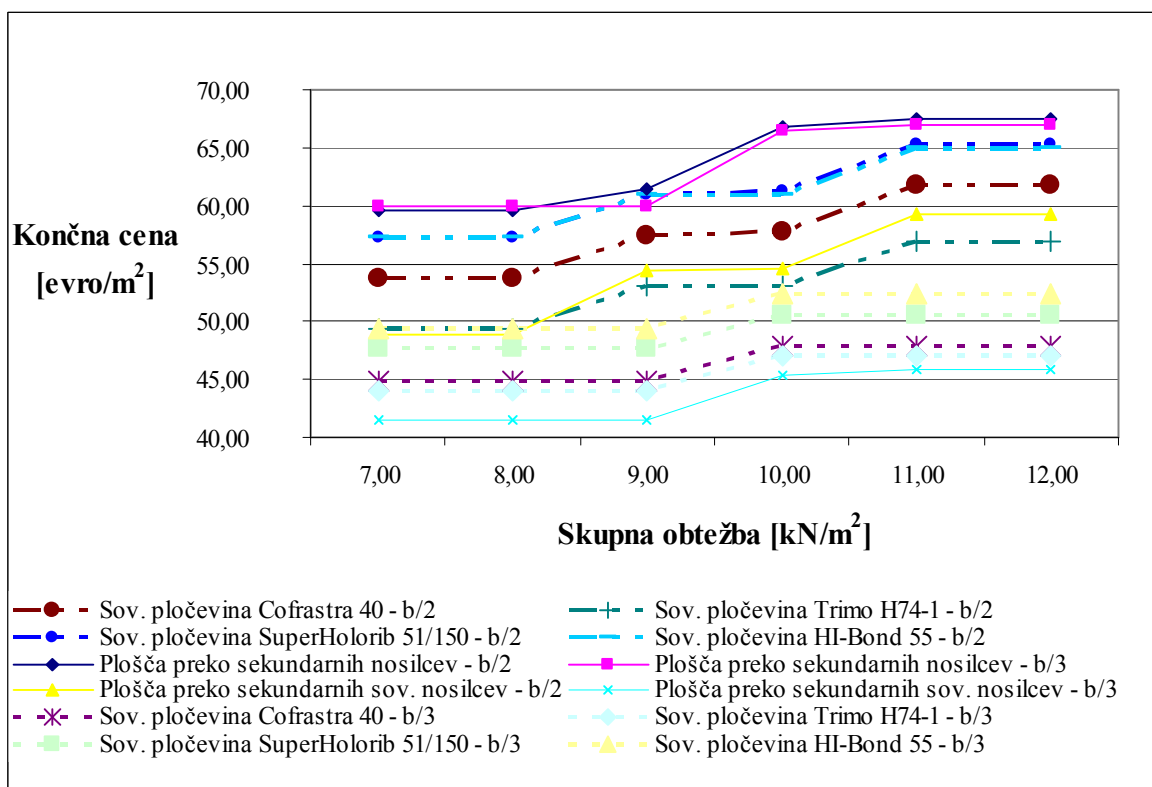 70,00
65,00
60,00
55,00
50,00
45,00
40,00
Končna cena
[evro/m²]
7,00 8,00 9,00 10,00 11,00 12,00
Skupna obtežba [kN/m²]
Sov. pločevina Cofrastra 40 - b/2 Sov. pločevina Trimo H74-1 - b/2
Sov. pločevina SuperHolorib 51/150 - b/2 Sov. pločevina HI-Bond 55 - b/2
Plošča preko sekundarnih nosilcev - b/2 Plošča preko sekundarnih nosilcev - b/3
Plošča preko sekundarnih sov. nosilcev - b/2 Plošča preko sekundarnih sov. nosilcev - b/3
Sov. pločevina Cofrastra 40 - b/3 Sov. pločevina Trimo H74-1 - b/3
Sov. pločevina SuperHolorib 51/150 - b/3 Sov. pločevina HI-Bond 55 - b/3